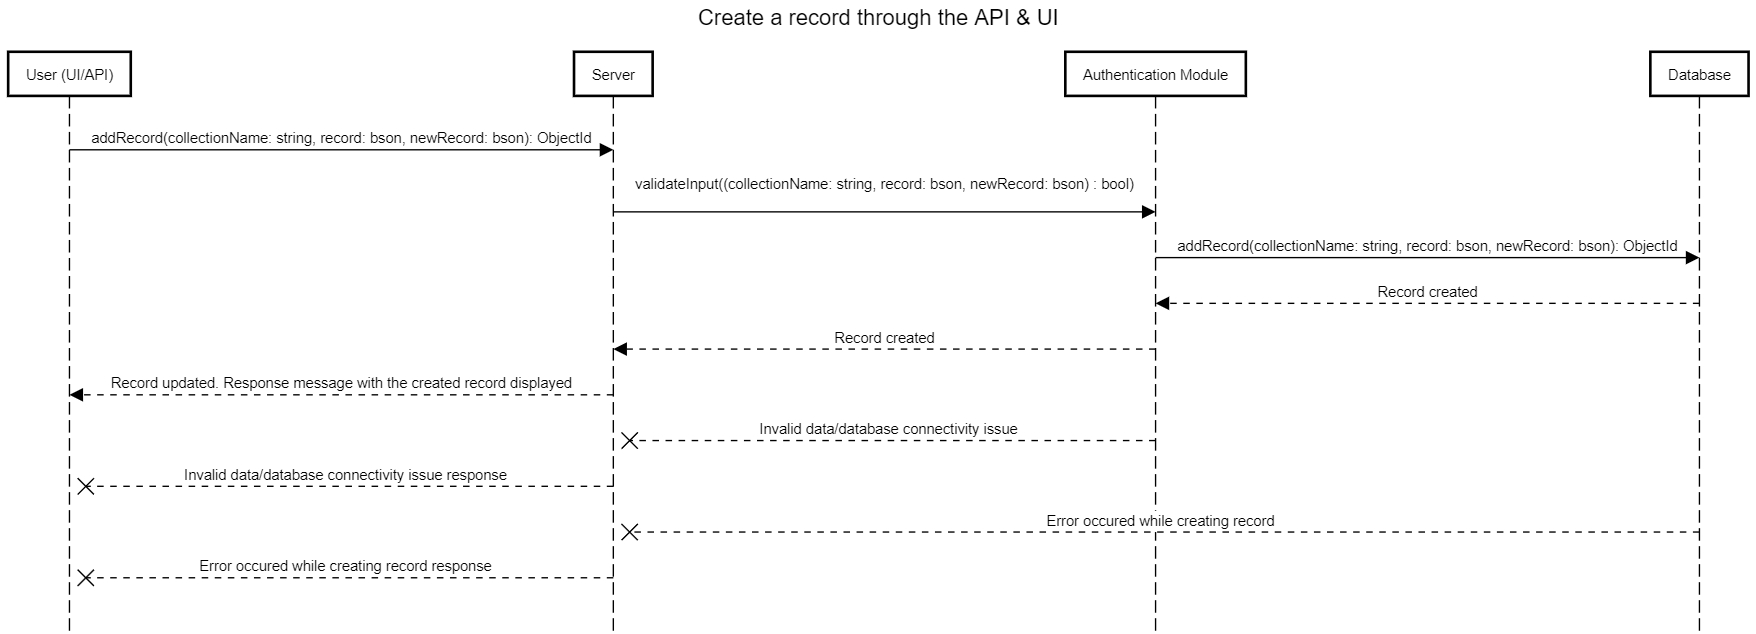 Create a record through the API & UI
User (UI/API)
Server
Authentication Module
Database
addRecord(collectionName: string, record: bson, newRecord: bson): ObjectId
validateInput((collectionName: string, record: bson, newRecord: bson) : bool)
addRecord(collectionName: string, record: bson, newRecord: bson): ObjectId
Record created
Record created
Record updated. Response message with the created record displayed
Invalid data/database connectivity issue
Invalid data/database connectivity issue response
Error occured while creating record
Error occured while creating record response